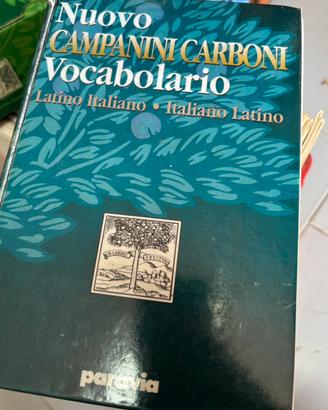 Nuovo
CAMPANINI CARBONI
Vocabolario
Latino Italiano • Italiano Latino
paravia